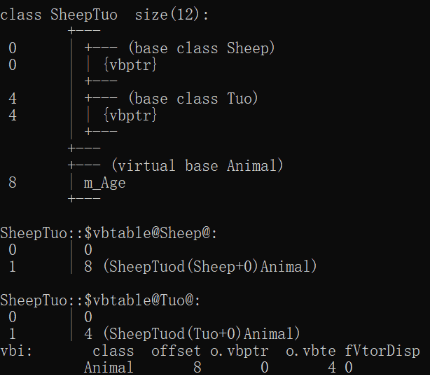 class SheepTuo  size(12):
        +---
 0      | +--- (base class Sheep)
 0      | | {vbptr}
        | +---
 4      | +--- (base class Tuo)
 4      | | {vbptr}
        | +---
        +---
        +--- (virtual base Animal)
 8      | m_Age
        +---
SheepTuo::$vbtable@Sheep@:
 0      | 0
 1      | 8 (SheepTuod(Sheep+0)Animal)
SheepTuo::$vbtable@Tuo@:
 0      | 0
 1      | 4 (SheepTuod(Tuo+0)Animal)
vbi:       class  offset o.vbptr  o.vbte fVtorDisp
          Animal       8       0       4 0